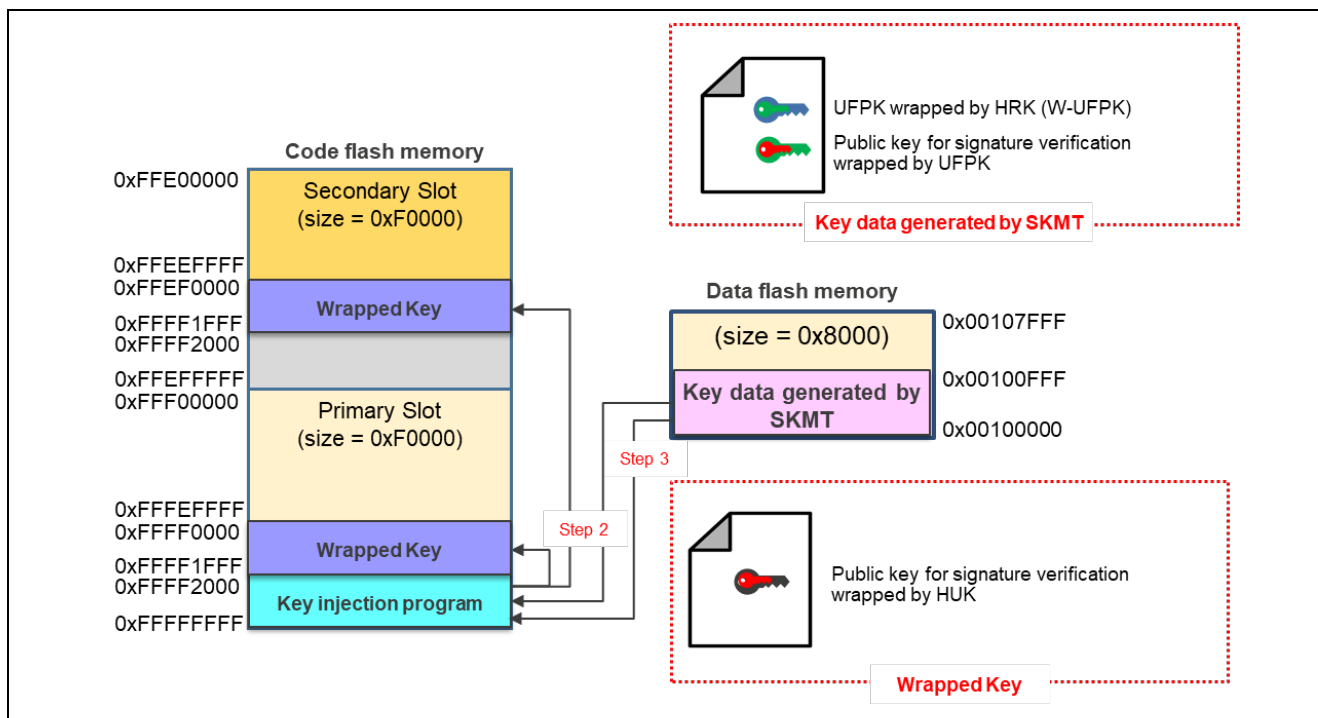 UFPK wrapped by HRK (W-UFPK)
Public key for signature verification
wrapped by UFPK
Key data generated by SKMT
Code flash memory
0xFFE00000
Secondary Slot
(size = 0xF0000)
0xFFEEFFFF
0xFFEF0000
Wrapped Key
0xFFFF1FFF
0xFFFF2000
0xFFEFFFFF
0xFFF00000
Primary Slot
(size = 0xF0000)
0xFFFEFFFF
0xFFFF0000
Wrapped Key
0xFFFF1FFF
0xFFFF2000
Key injection program
0xFFFFFFFF
Step 2
Step 3
Data flash memory
(size = 0x8000)
0x00107FFF
Key data generated by
SKMT
0x00100FFF
0x00100000
Public key for signature verification
wrapped by HUK
Wrapped Key